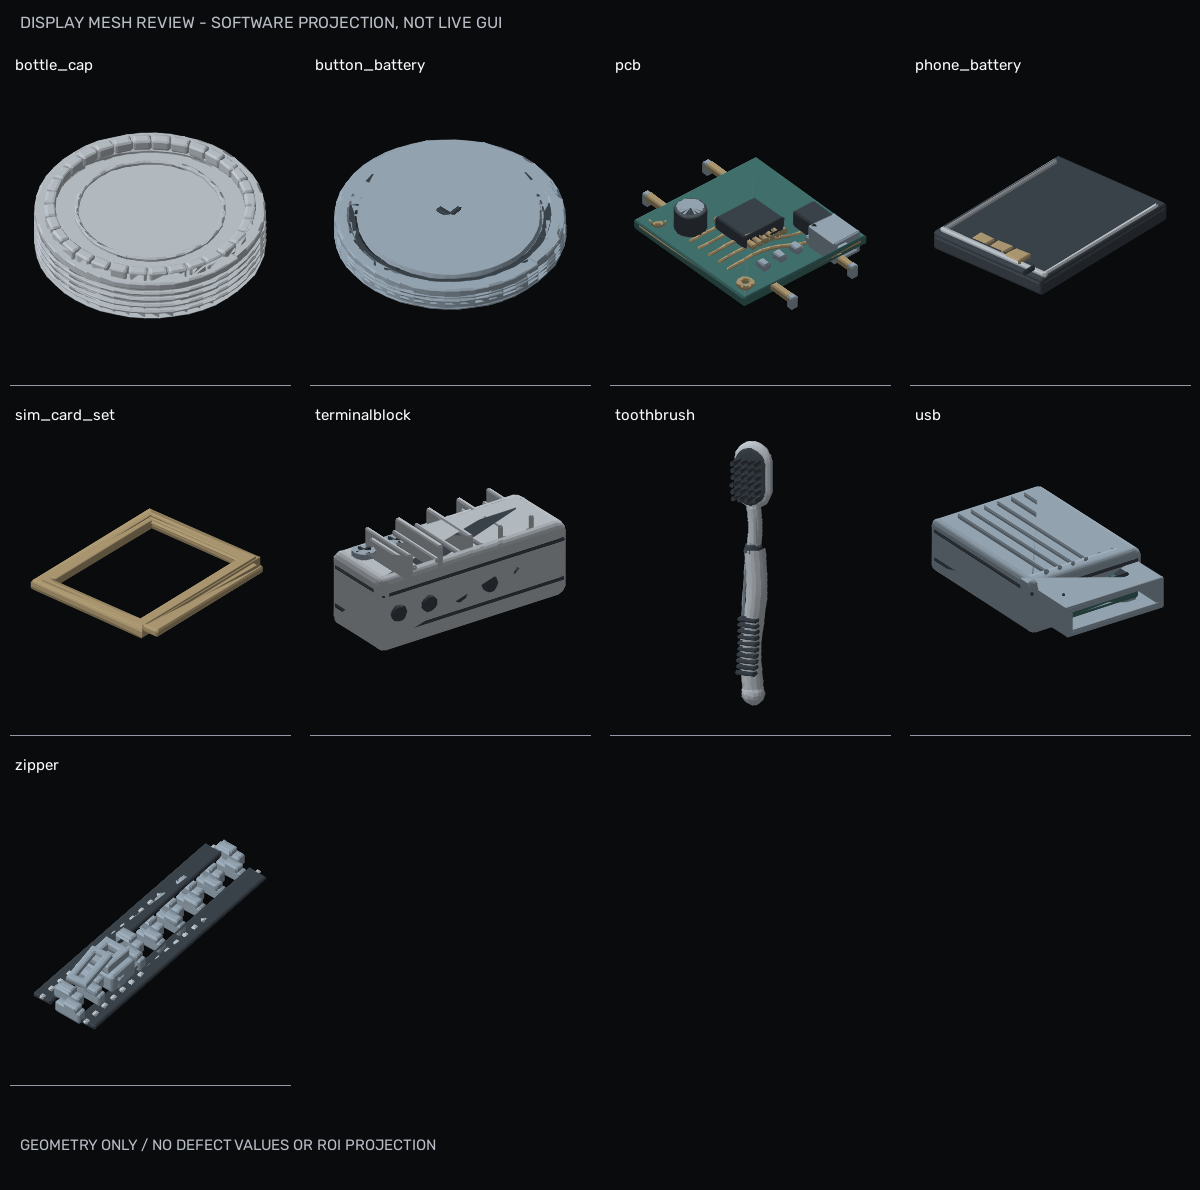 DISPLAY MESH REVIEW - SOFTWARE PROJECTION, NOT LIVE GUI
bottle_cap
button_battery
pcb
phone_battery
sim_card_set
terminalblock
toothbrush
usb
zipper
GEOMETRY ONLY / NO DEFECT VALUES OR ROI PROJECTION